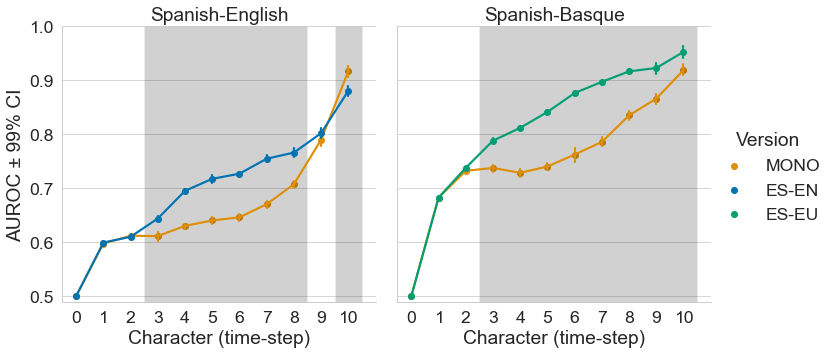 Spanish-English Spanish-Basque
1.0
0.9
0.8
0.7
0.6
0.5
AUROC ± 99% CI
0 1 2 3 4 5 6 7 8 9 10 0 1 2 3 4 5 6 7 8 9 10
Character (time-step) Character (time-step)
Version
MONO
ES-EN
ES-EU